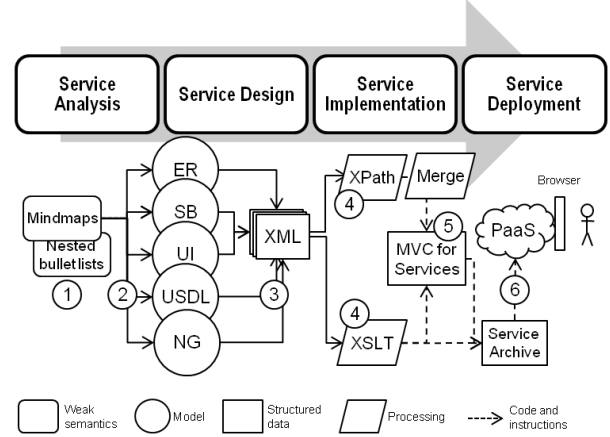 Service
Analysis
Service Design
Service
Implementation
Service
Deployment
ER
SB
UI
USDL
NG
Mindmaps
Nested
bullet lists
1
2
XML
3
XPath
4
Merge
5
MVC for
Services
4
XSLT
Browser
PaaS
6
Service
Archive
Weak
semantics
Model
Structured
data
Processing
Code and
instructions